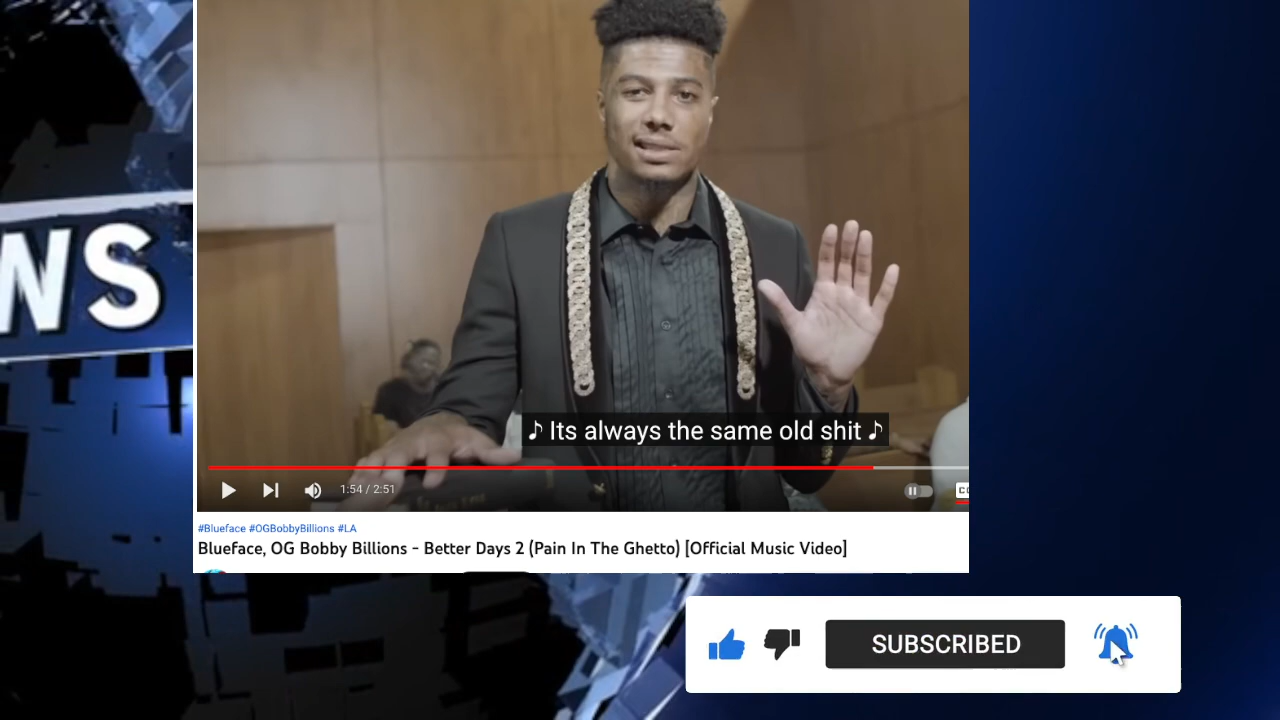 NS
♪ Its always the same old shit ♪
1:54 / 2:51
#Blueface #OGBobbyBillions #LA
Blueface, OG Bobby Billions - Better Days 2 (Pain In The Ghetto) [Official Music Video]
SUBSCRIBED